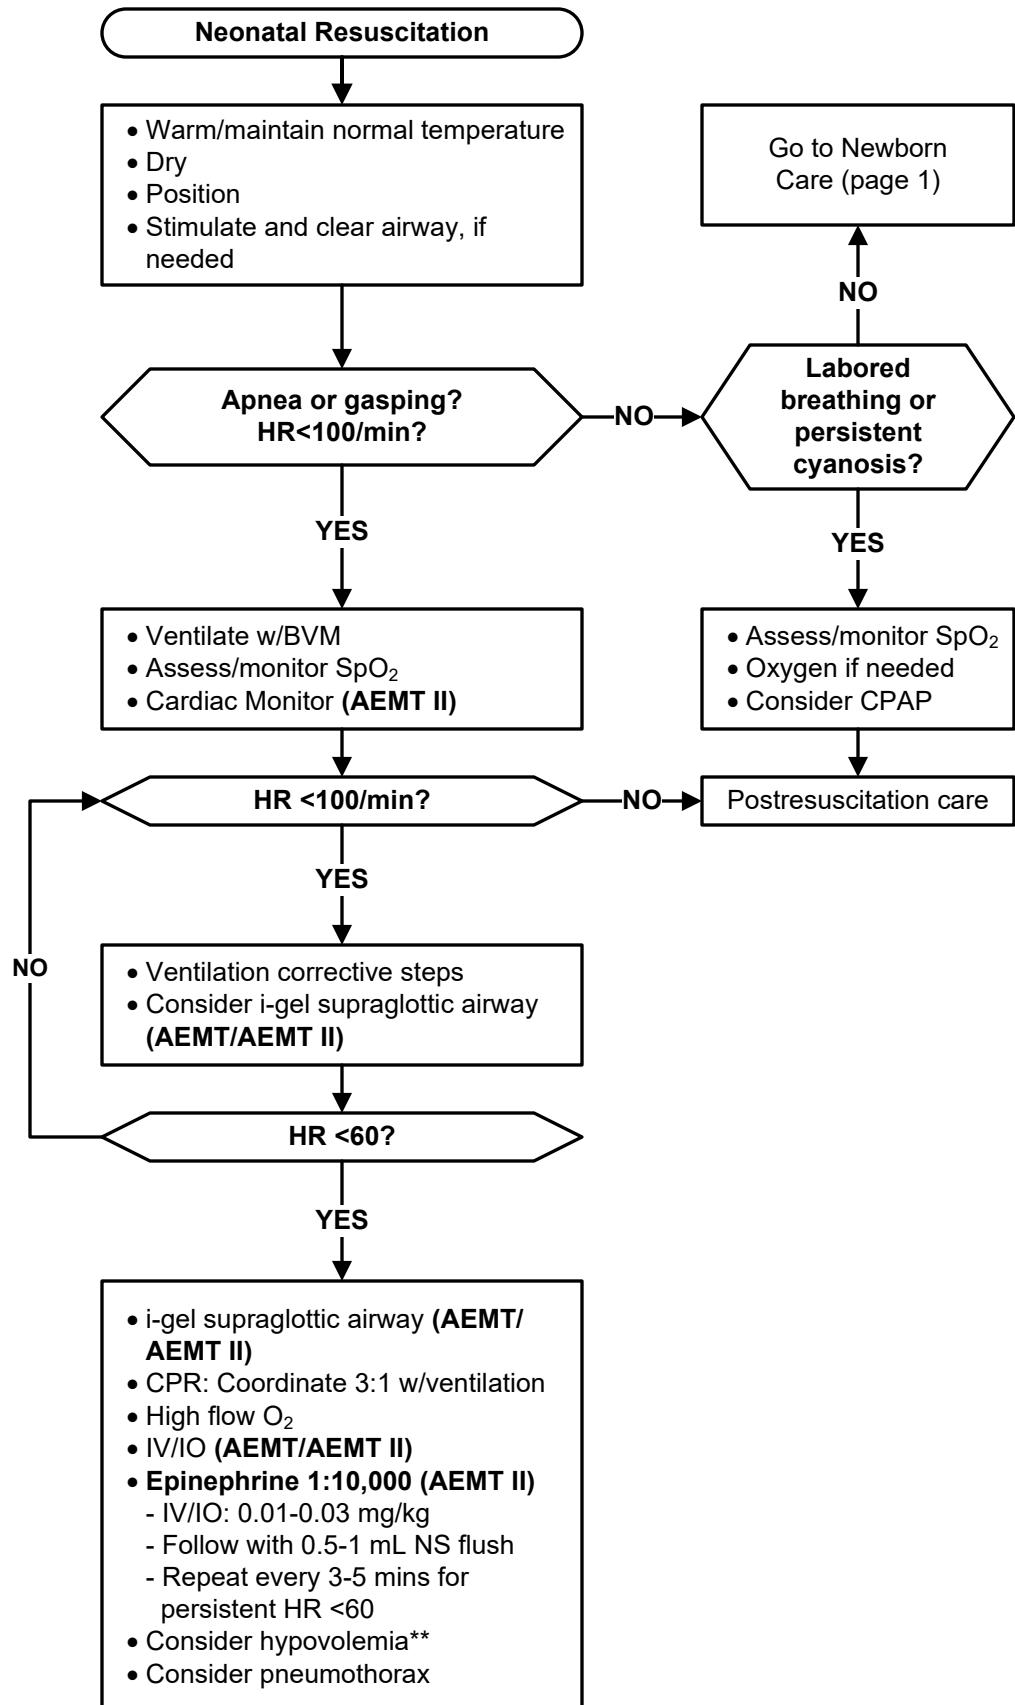 Neonatal Resuscitation
• Warm/maintain normal temperature
• Dry
• Position
• Stimulate and clear airway, if
needed
Go to Newborn
Care (page 1)
NO
Apnea or gasping?
HR<100/min?
NO
Labored
breathing or
persistent
cyanosis?
YES
YES
• Ventilate w/BVM
• Assess/monitor SpO₂
• Cardiac Monitor (AEMT II)
• Assess/monitor SpO₂
• Oxygen if needed
• Consider CPAP
HR <100/min?
NO
Postresuscitation care
YES
NO
• Ventilation corrective steps
• Consider i-gel supraglottic airway
(AEMT/AEMT II)
HR <60?
YES
• i-gel supraglottic airway (AEMT/
AEMT II)
• CPR: Coordinate 3:1 w/ventilation
• High flow O₂
• IV/IO (AEMT/AEMT II)
• Epinephrine 1:10,000 (AEMT II)
- IV/IO: 0.01-0.03 mg/kg
- Follow with 0.5-1 mL NS flush
- Repeat every 3-5 mins for
persistent HR <60
• Consider hypovolemia**
• Consider pneumothorax